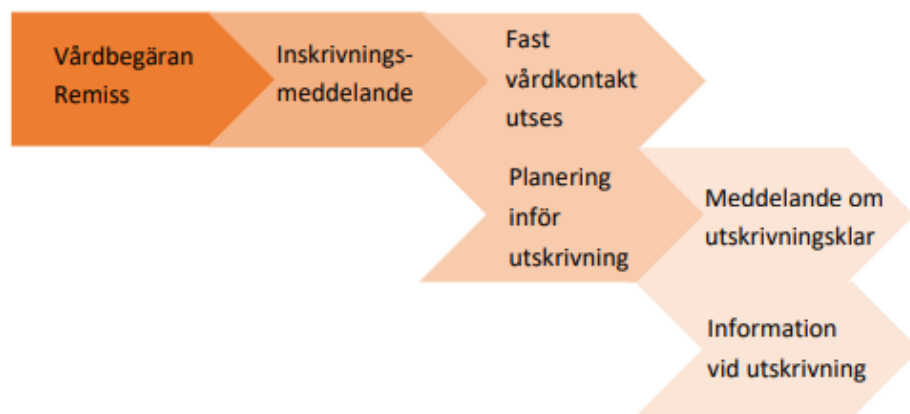 Vårdbegäran
Remiss
Inskrivnings-
meddelande
Fast
vårdkontakt
utses
Planering
inför
utskrivning
Meddelande om
utskrivningsklar
Information
vid utskrivning